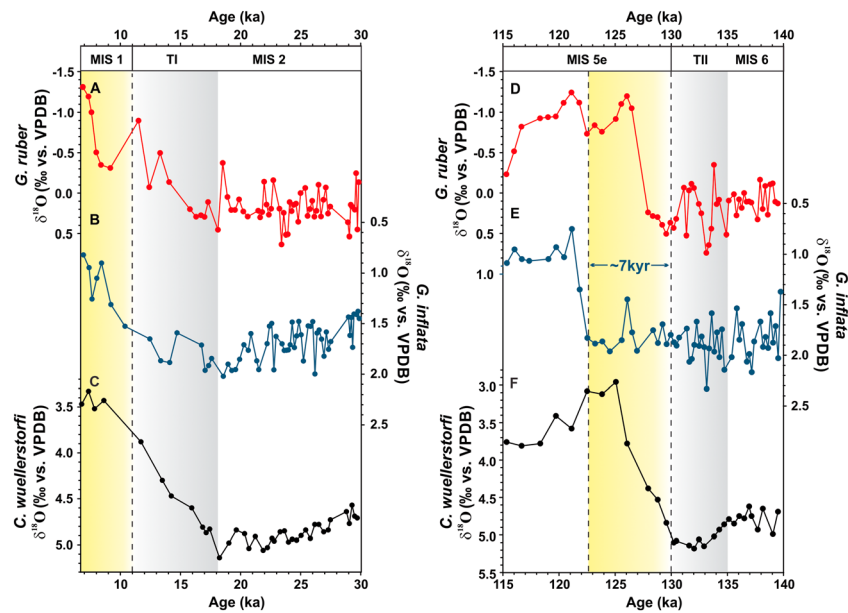 Age (ka)
10 15 20 25 30
MIS 1 TI MIS 2
A
-1.5
-1.0
-0.5
0.0
0.5
G. ruber
δ¹⁸O (‰ vs. VPDB)
B
0.5
1.0
1.5
2.0
2.5
G. inflata
δ¹⁸O (‰ vs. VPDB)
C
3.5
4.0
4.5
5.0
C. wuellerstorfi
δ¹⁸O (‰ vs. VPDB)
10 15 20 25 30
Age (ka)
Age (ka)
115 120 125 130 135 140
MIS 5e TII MIS 6
D
-1.5
-1.0
-0.5
0.0
0.5
1.0
G. ruber
δ¹⁸O (‰ vs. VPDB)
E
~7kyr
0.5
1.0
1.5
2.0
2.5
G. inflata
δ¹⁸O (‰ vs. VPDB)
F
3.0
3.5
4.0
4.5
5.0
5.5
C. wuellerstorfi
δ¹⁸O (‰ vs. VPDB)
115 120 125 130 135 140
Age (ka)